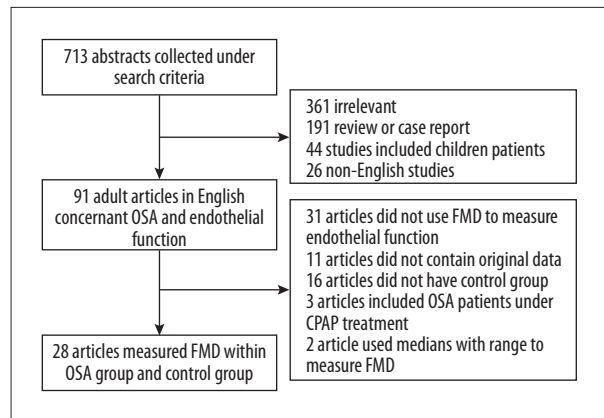 713 abstracts collected under
search criteria
361 irrelevant
191 review or case report
44 studies included children patients
26 non-English studies
91 adult articles in English
concernant OSA and endothelial
function
31 articles did not use FMD to measure
endothelial function
11 articles did not contain original data
16 articles did not have control group
3 articles included OSA patients under
CPAP treatment
2 article used medians with range to
measure FMD
28 articles measured FMD within
OSA group and control group